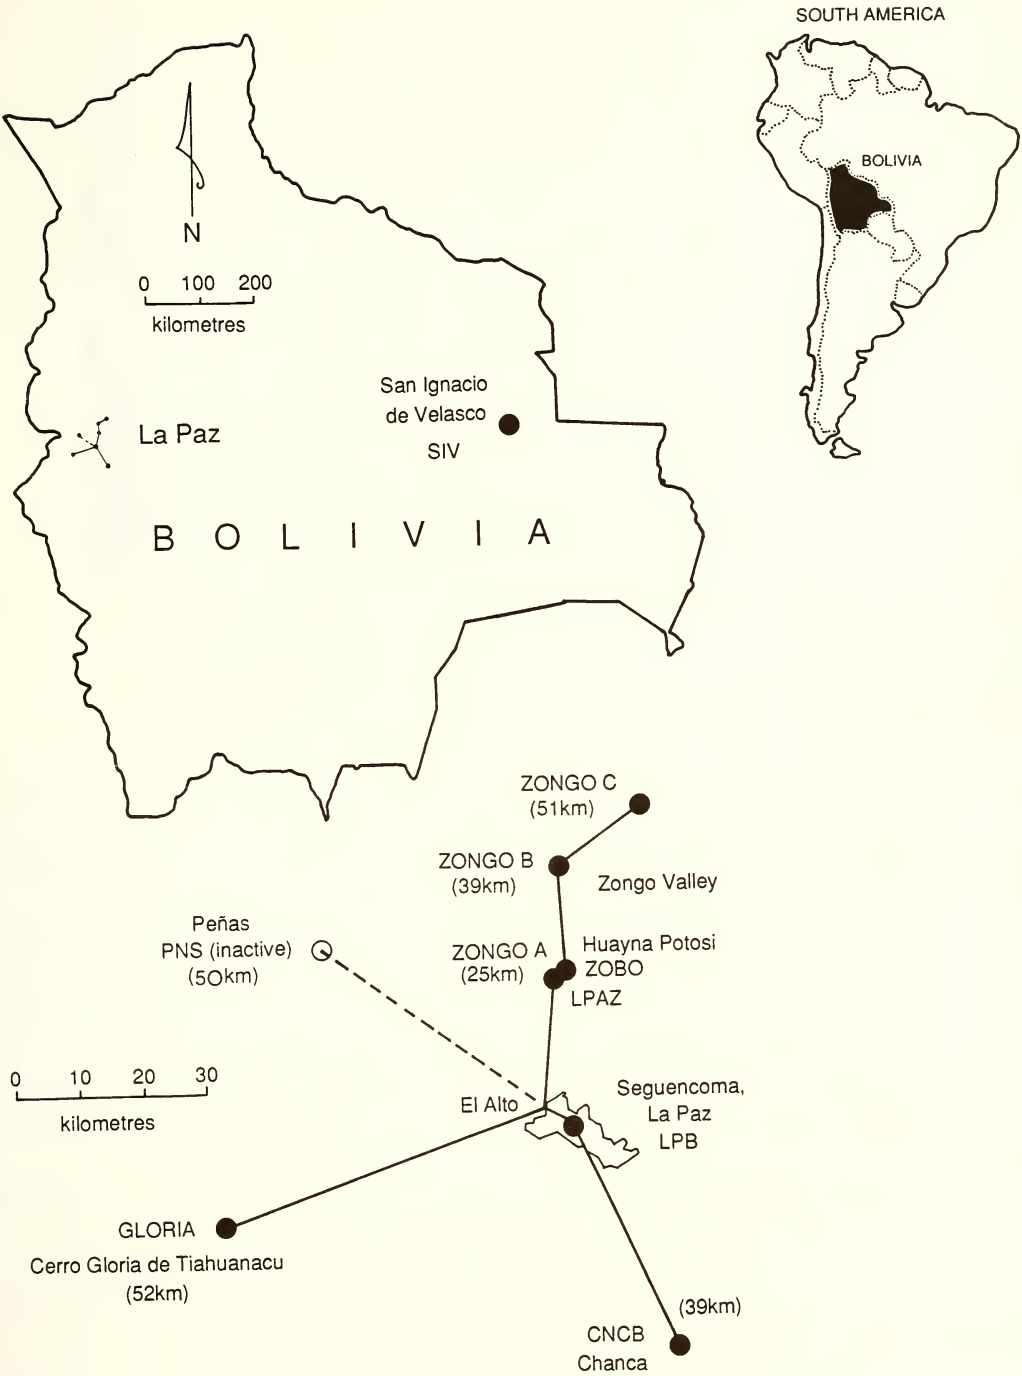 SOUTH AMERICA
BOLIVIA
N
0 100 200
kilometres
San Ignacio
de Velasco
SIV
La Paz
BOLIVIA
ZONGO C
(51km)
ZONGO B
(39km)
Zongo Valley
Peñas
PNS (inactive)
(50km)
ZONGO A
(25km)
Huayna Potosi
ZOBO
LPAZ
0 10 20 30
kilometres
El Alto
Seguencoma,
La Paz
LPB
GLORIA
Cerro Gloria de Tiahuanacu
(52km)
(39km)
CNCB
Chanca